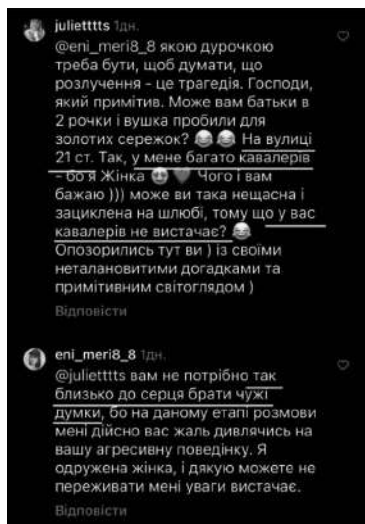 julietttts 1дн.
@eni_meri8_8 якою дурочкою
треба бути, щоб думати, що
розлучення - це трагедія. Господи,
який примітив. Може вам батьки в
2 рочки і вушка пробили для
золотих сережок? 😂😂 На вулиці
21 ст. Так, у мене багато кавалерів
- бо я Жінка 🥹❤️ Чого і вам
бажаю ))) може ви така нещасна і
зациклена на шлюбі, тому що у вас
кавалерів не вистачає? 😂
Опозорились тут ви ) із своїми
неталановитими догадками та
примітивним світоглядом )
Відповісти
eni_meri8_8 1дн.
@julietttts вам не потрібно так
близько до серця брати чужі
думки, бо на даному етапі розмови
мені дійсно вас жаль дивлячись на
вашу агресивну поведінку. Я
одружена жінка, і дякую можете не
переживати мені уваги вистачає.
Відповісти